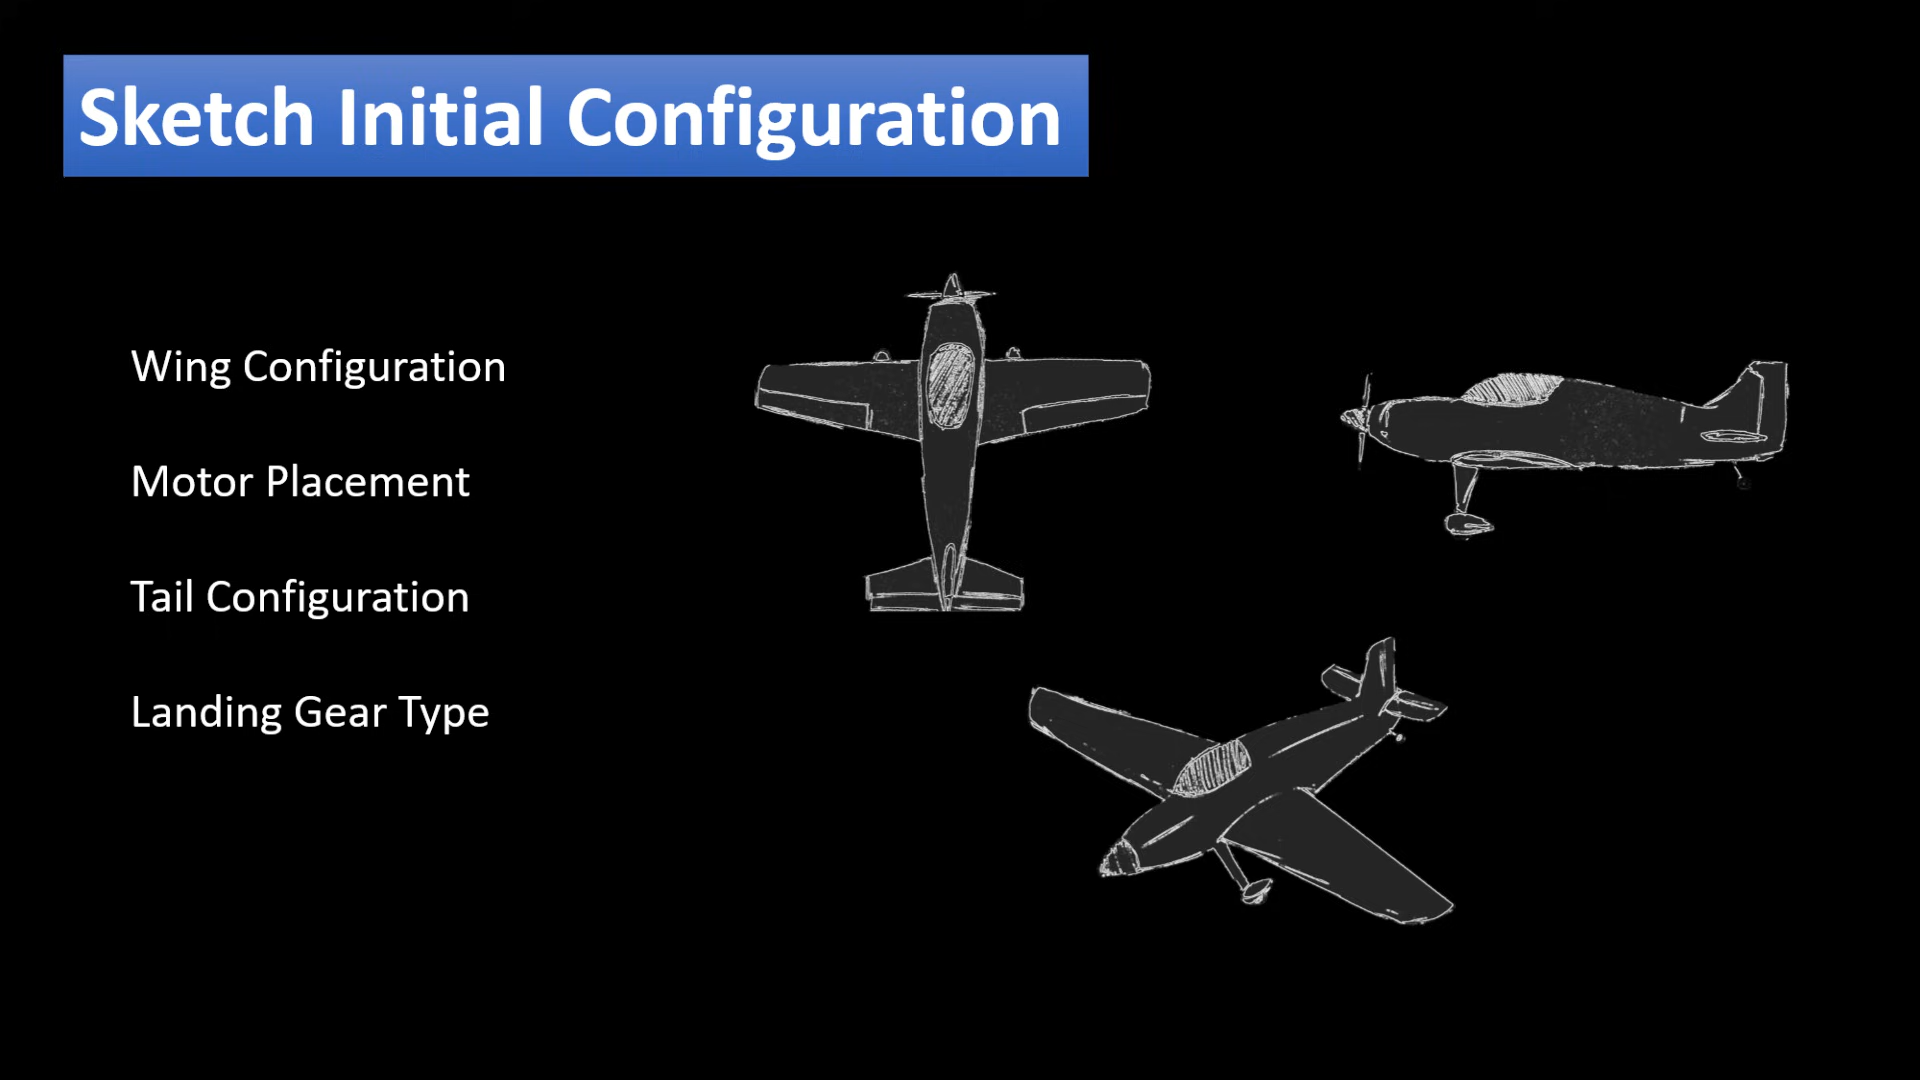 Sketch Initial Configuration
Wing Configuration
Motor Placement
Tail Configuration
Landing Gear Type